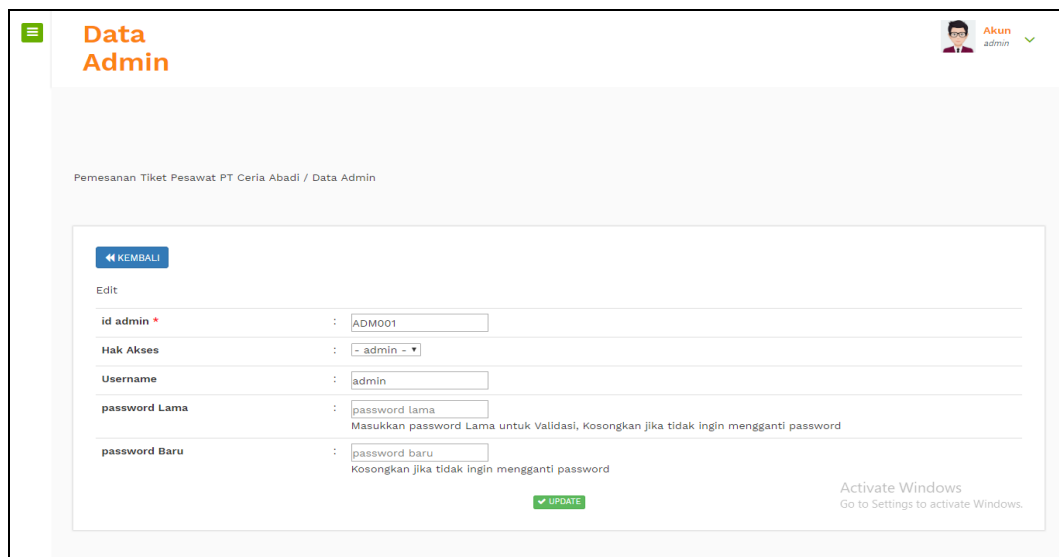 Data
Admin
Akun
admin
Pemesanan Tiket Pesawat PT Ceria Abadi / Data Admin
KEMBALI
Edit
id admin * : ADM001
Hak Akses : - admin -
Username : admin
password Lama : password lama
Masukkan password Lama untuk Validasi, Kosongkan jika tidak ingin mengganti password
password Baru : password baru
Kosongkan jika tidak ingin mengganti password
UPDATE
Activate Windows
Go to Settings to activate Windows.